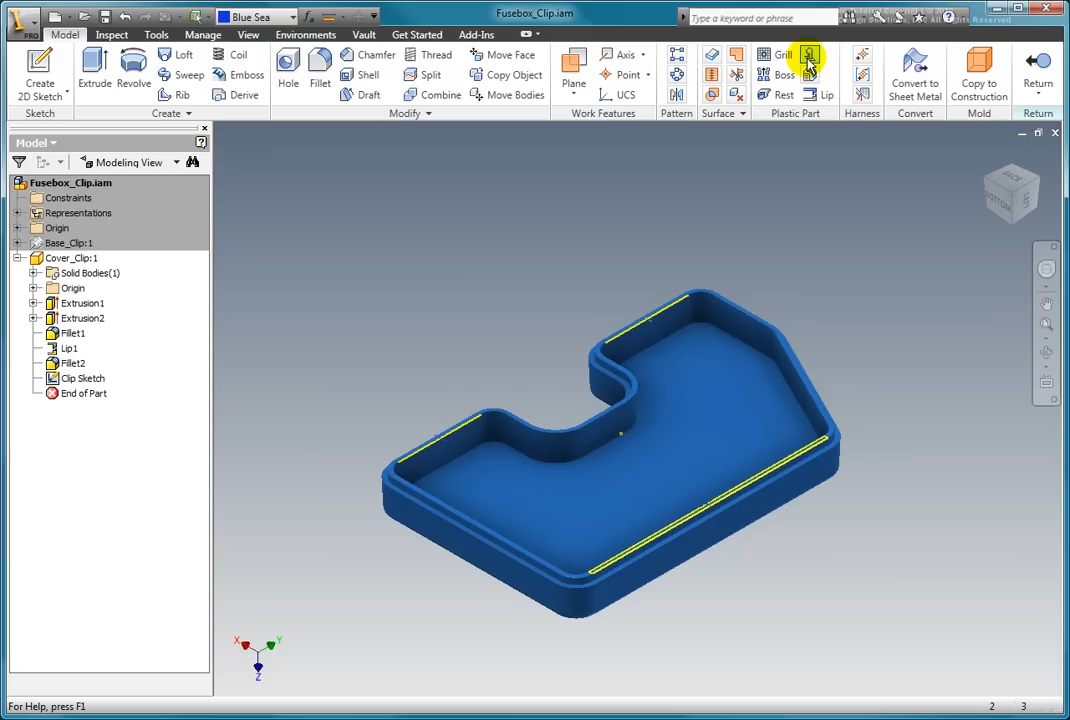 Blue Sea
Fusebox_Clip.iam
Type a keyword or phrase
PRO
Model Inspect Tools Manage View Environments Vault Get Started Add-Ins
Create
2D Sketch
Extrude
Revolve
Loft
Sweep
Rib
Coil
Emboss
Derive
Hole
Fillet
Chamfer
Shell
Draft
Thread
Split
Combine
Move Face
Copy Object
Move Bodies
Plane
Axis
Point
UCS
Grill
Boss
Rest
Lip
Convert to
Sheet Metal
Copy to
Construction
Return
Sketch Create Modify Work Features Pattern Surface Plastic Part Harness Convert Mold Return
Model
Modeling View
Fusebox_Clip.iam
Constraints
Representations
Origin
Base_Clip:1
Cover_Clip:1
Solid Bodies(1)
Origin
Extrusion1
Extrusion2
Fillet1
Lip1
Fillet2
Clip Sketch
End of Part
BACK
BOTTOM
X
Y
Z
For Help, press F1
2 3